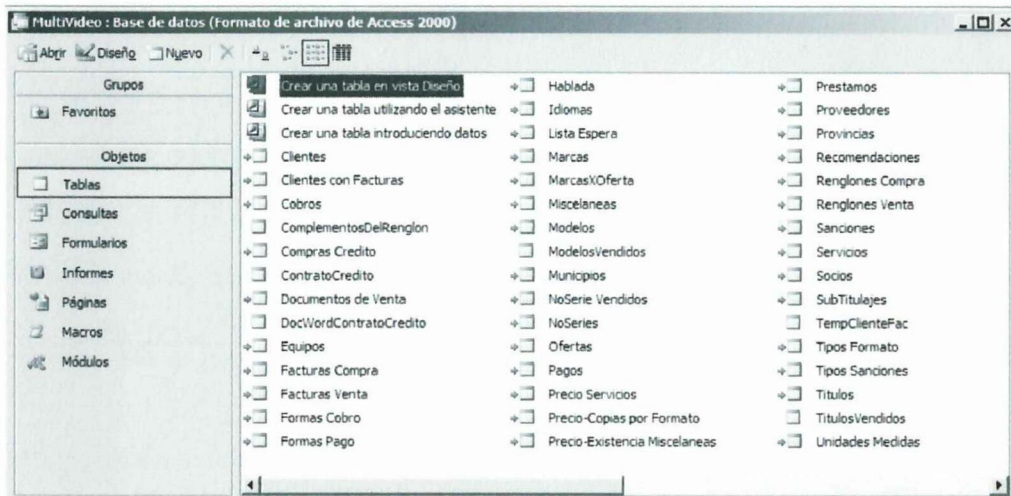 MultiVideo : Base de datos (Formato de archivo de Access 2000)
Abrir Diseño Nuevo
Grupos
Favoritos
Objetos
Tablas
Consultas
Formularios
Informes
Páginas
Macros
Módulos
Crear una tabla en vista Diseño
Crear una tabla utilizando el asistente
Crear una tabla introduciendo datos
Clientes
Clientes con Facturas
Cobros
ComplementosDelRenglon
Compras Credito
ContratoCredito
Documentos de Venta
DocWordContratoCredito
Equipos
Facturas Compra
Facturas Venta
Formas Cobro
Formas Pago
Hablada
Idiomas
Lista Espera
Marcas
MarcasXOferta
Miscelaneas
Modelos
ModelosVendidos
Municipios
NoSerie Vendidos
NoSeries
Ofertas
Pagos
Precio Servicios
Precio-Copias por Formato
Precio-Existencia Miscelaneas
Prestamos
Proveedores
Provincias
Recomendaciones
Renglones Compra
Renglones Venta
Sanciones
Servicios
Socios
SubTitulajes
TempClienteFac
Tipos Formato
Tipos Sanciones
Titulos
TitulosVendidos
Unidades Medidas